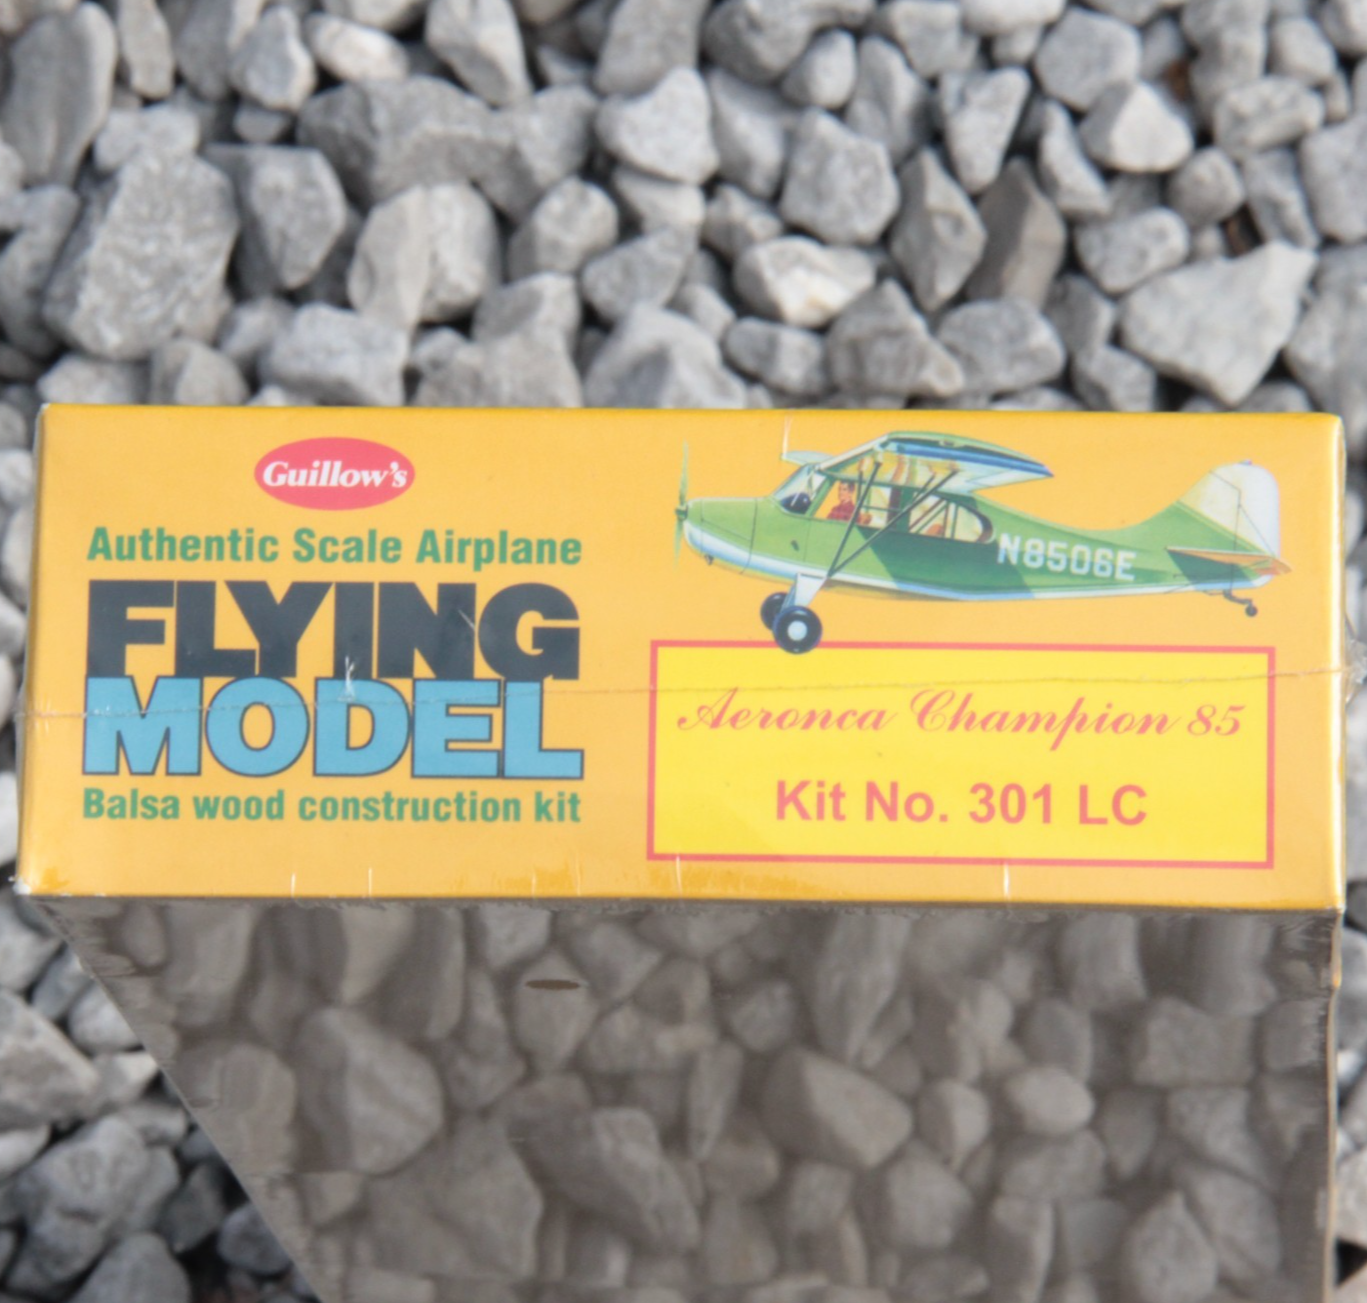 Guillow's
Authentic Scale Airplane
FLYING
MODEL
Balsa wood construction kit
N8506E
Aeronca Champion 85
Kit No. 301 LC